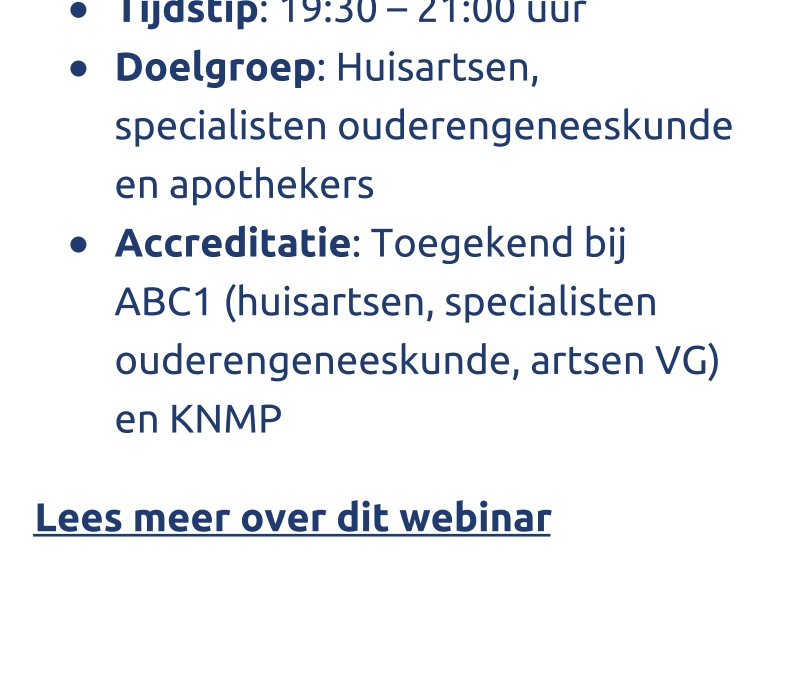 • Tijdstip: 19:30 – 21:00 uur
• Doelgroep: Huisartsen,
specialisten ouderengeneeskunde
en apothekers
• Accreditatie: Toegekend bij
ABC1 (huisartsen, specialisten
ouderengeneeskunde, artsen VG)
en KNMP
Lees meer over dit webinar